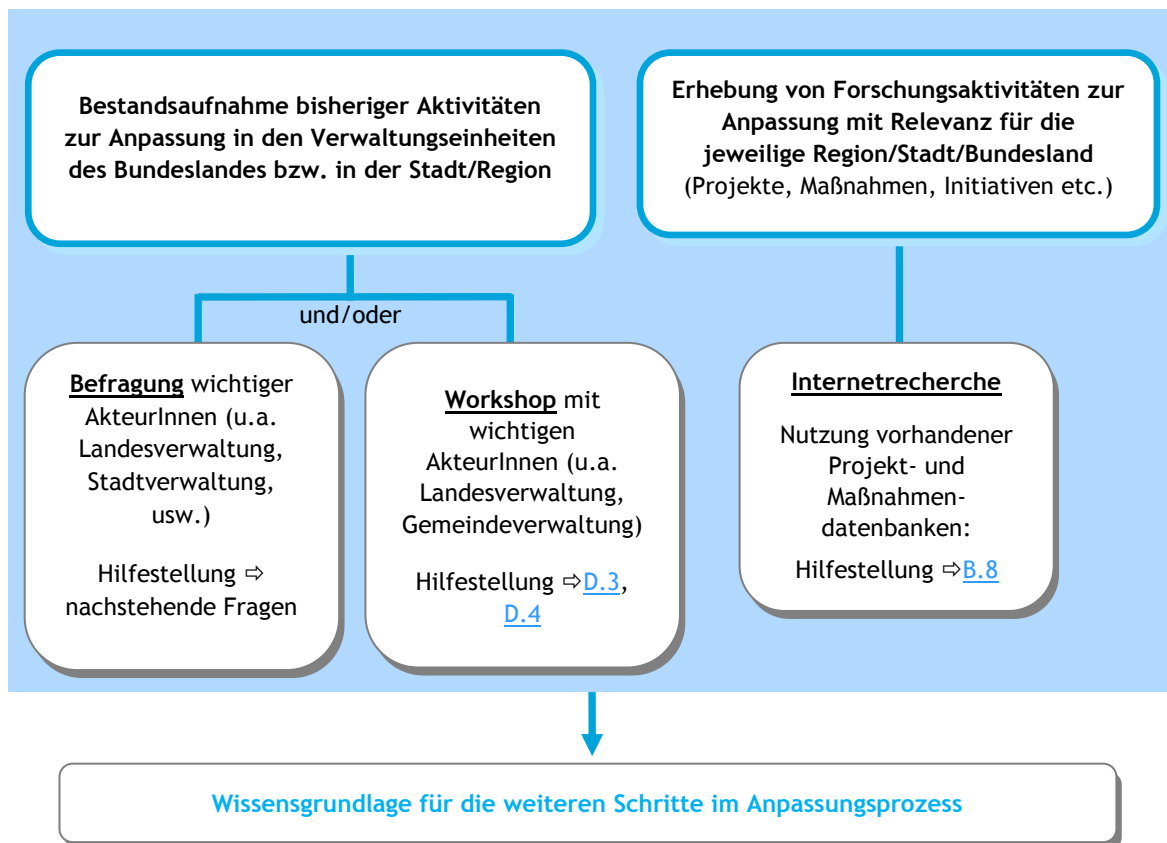 Bestandsaufnahme bisheriger Aktivitäten
zur Anpassung in den Verwaltungseinheiten
des Bundeslandes bzw. in der Stadt/Region
Erhebung von Forschungsaktivitäten zur
Anpassung mit Relevanz für die
jeweilige Region/Stadt/Bundesland
(Projekte, Maßnahmen, Initiativen etc.)
und/oder
Befragung wichtiger
AkteurInnen (u.a.
Landesverwaltung,
Stadtverwaltung,
usw.)
Hilfestellung ⇨
nachstehende Fragen
Workshop mit
wichtigen
AkteurInnen (u.a.
Landesverwaltung,
Gemeindeverwaltung)
Hilfestellung ⇨D.3,
D.4
Internetrecherche
Nutzung vorhandener
Projekt- und
Maßnahmen-
datenbanken:
Hilfestellung ⇨B.8
Wissensgrundlage für die weiteren Schritte im Anpassungsprozess